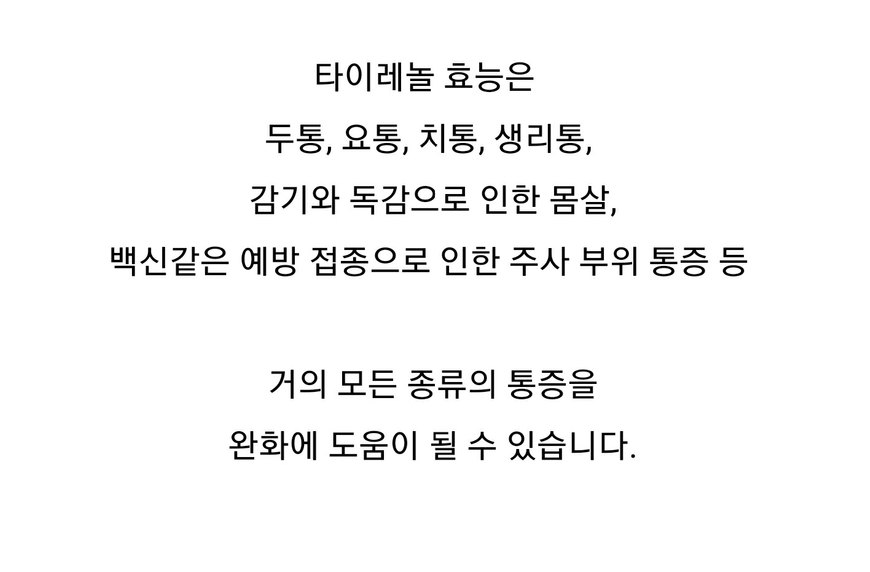 타이레놀 효능은
두통, 요통, 치통, 생리통,
감기와 독감으로 인한 몸살,
백신같은 예방 접종으로 인한 주사 부위 통증 등
거의 모든 종류의 통증을
완화에 도움이 될 수 있습니다.